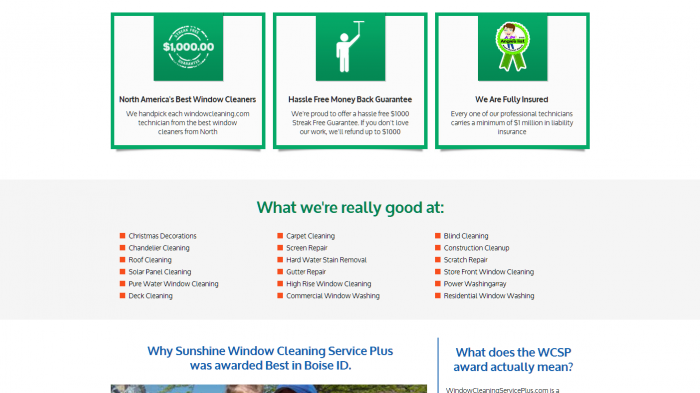 STREAK FREE
$1,000.00
GUARANTEE
North America's Best Window Cleaners
We handpick each windowcleaning.com
technician from the best window
cleaners from North
Hassle Free Money Back Guarantee
We're proud to offer a hassle free $1000
Streak Free Guarantee. If you don't love
our work, we'll refund up to $1000
We Are Fully Insured
Every one of our professional technicians
carries a minimum of $1 million in liability
insurance
What we're really good at:
Christmas Decorations
Chandelier Cleaning
Roof Cleaning
Solar Panel Cleaning
Pure Water Window Cleaning
Deck Cleaning
Carpet Cleaning
Screen Repair
Hard Water Stain Removal
Gutter Repair
High Rise Window Cleaning
Commercial Window Washing
Blind Cleaning
Construction Cleanup
Scratch Repair
Store Front Window Cleaning
Power Washingarray
Residential Window Washing
Why Sunshine Window Cleaning Service Plus
was awarded Best in Boise ID.
What does the WCSP
award actually mean?
WindowCleaningServicePlus.com is a